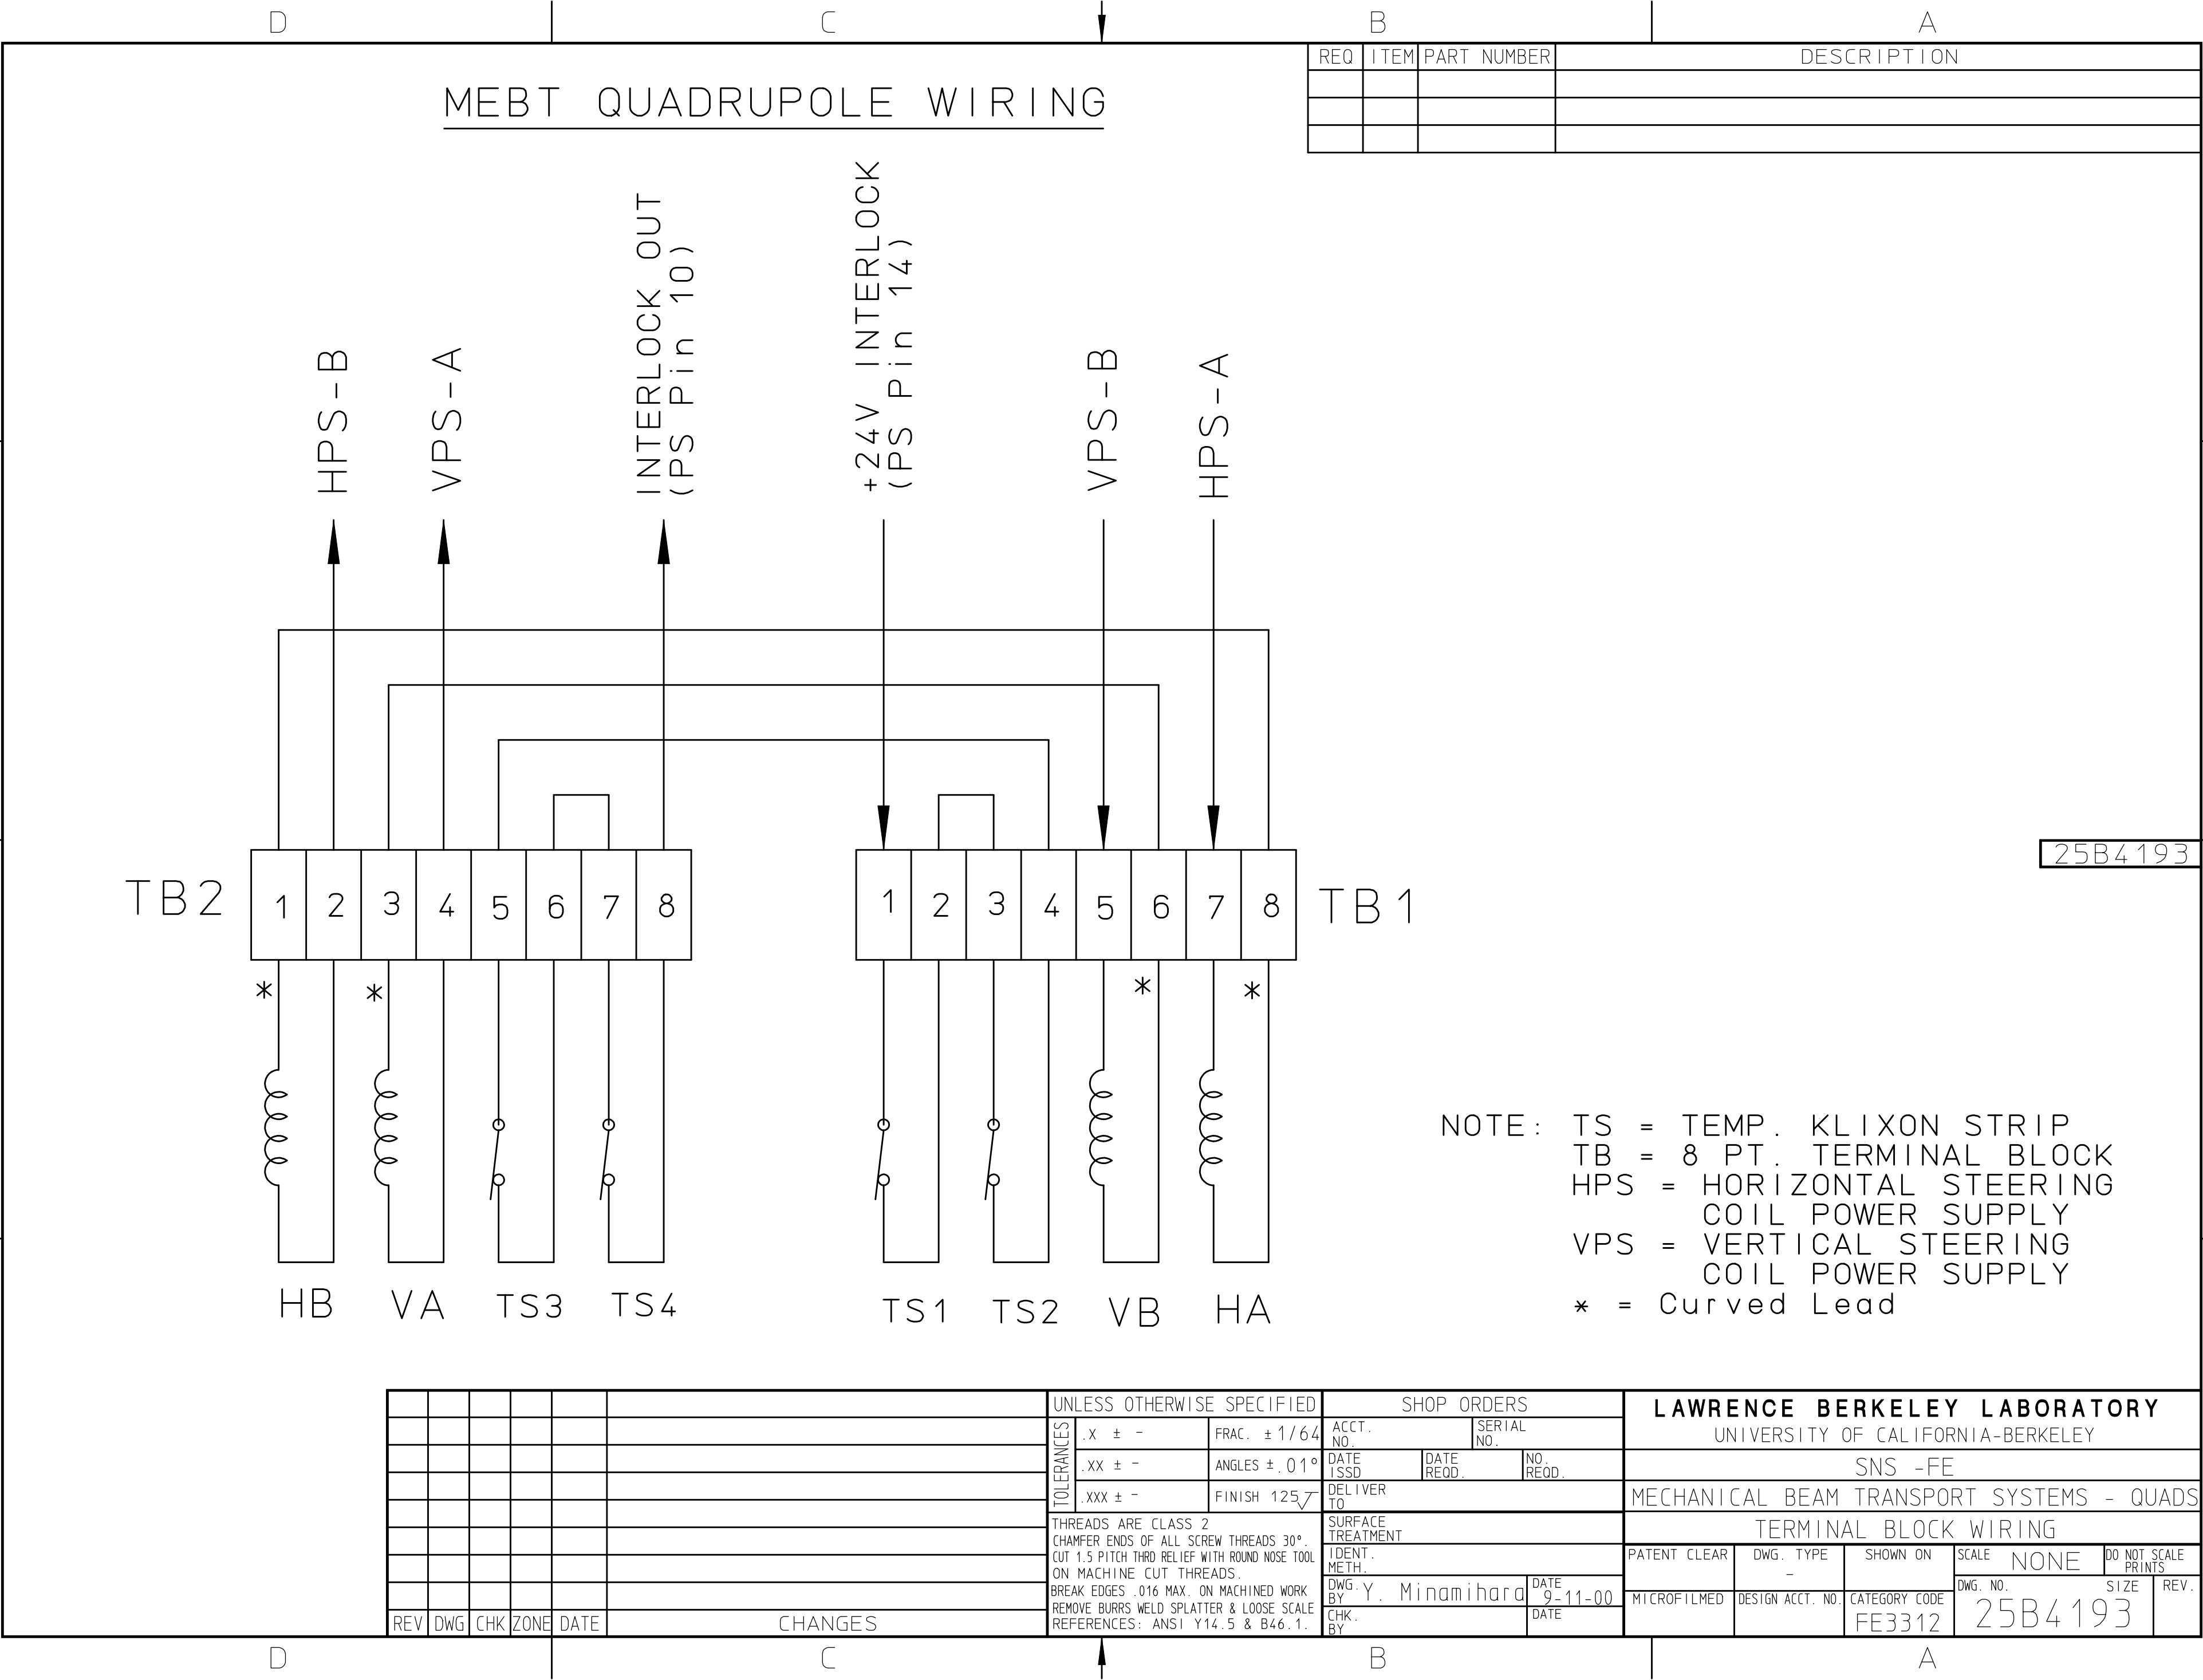 D C B A
REQ ITEM PART NUMBER DESCRIPTION
MEBT QUADRUPOLE WIRING
HPS-B
VPS-A
INTERLOCK OUT
(PS Pin 10)
+24V INTERLOCK
(PS Pin 14)
VPS-B
HPS-A
25B4193
TB2 1 2 3 4 5 6 7 8 1 2 3 4 5 6 7 8 TB1
* * * *
HB VA TS3 TS4 TS1 TS2 VB HA
NOTE: TS = TEMP. KLIXON STRIP
TB = 8 PT. TERMINAL BLOCK
HPS = HORIZONTAL STEERING
COIL POWER SUPPLY
VPS = VERTICAL STEERING
COIL POWER SUPPLY
* = Curved Lead
REV DWG CHK ZONE DATE CHANGES
UNLESS OTHERWISE SPECIFIED
TOLERANCES
.X ± - FRAC. ± 1/64
.XX ± - ANGLES ± .01°
.XXX ± - FINISH 125
THREADS ARE CLASS 2
CHAMFER ENDS OF ALL SCREW THREADS 30°.
CUT 1.5 PITCH THRD RELIEF WITH ROUND NOSE TOOL
ON MACHINE CUT THREADS.
BREAK EDGES .016 MAX. ON MACHINED WORK
REMOVE BURRS WELD SPLATTER & LOOSE SCALE
REFERENCES: ANSI Y14.5 & B46.1.
SHOP ORDERS
ACCT. NO. SERIAL NO.
DATE ISSD DATE REQD. NO. REQD.
DELIVER TO
SURFACE TREATMENT
IDENT. METH.
DWG. BY Y. Minamihara DATE 9-11-00
CHK. BY DATE
LAWRENCE BERKELEY LABORATORY
UNIVERSITY OF CALIFORNIA-BERKELEY
SNS -FE
MECHANICAL BEAM TRANSPORT SYSTEMS - QUADS
TERMINAL BLOCK WIRING
PATENT CLEAR DWG. TYPE - SHOWN ON SCALE NONE DO NOT SCALE PRINTS
MICROFILMED DESIGN ACCT. NO. CATEGORY CODE FE3312 DWG. NO. 25B4193 SIZE REV.
D C B A